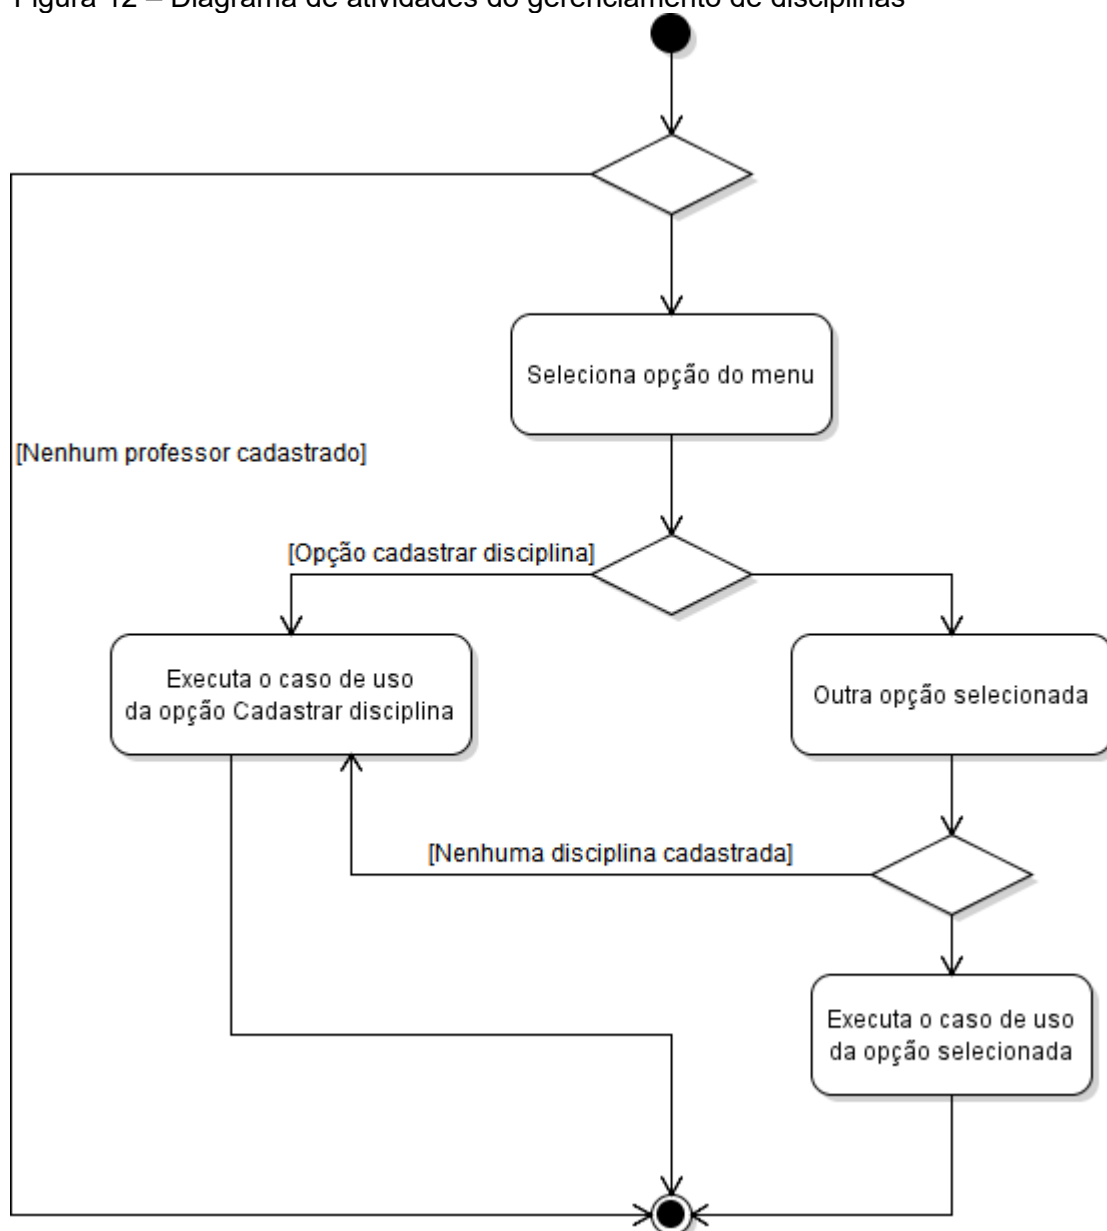 Figura 12 – Diagrama de atividades do gerenciamento de disciplinas
Seleciona opção do menu
[Nenhum professor cadastrado]
[Opção cadastrar disciplina]
Executa o caso de uso
da opção Cadastrar disciplina
Outra opção selecionada
[Nenhuma disciplina cadastrada]
Executa o caso de uso
da opção selecionada